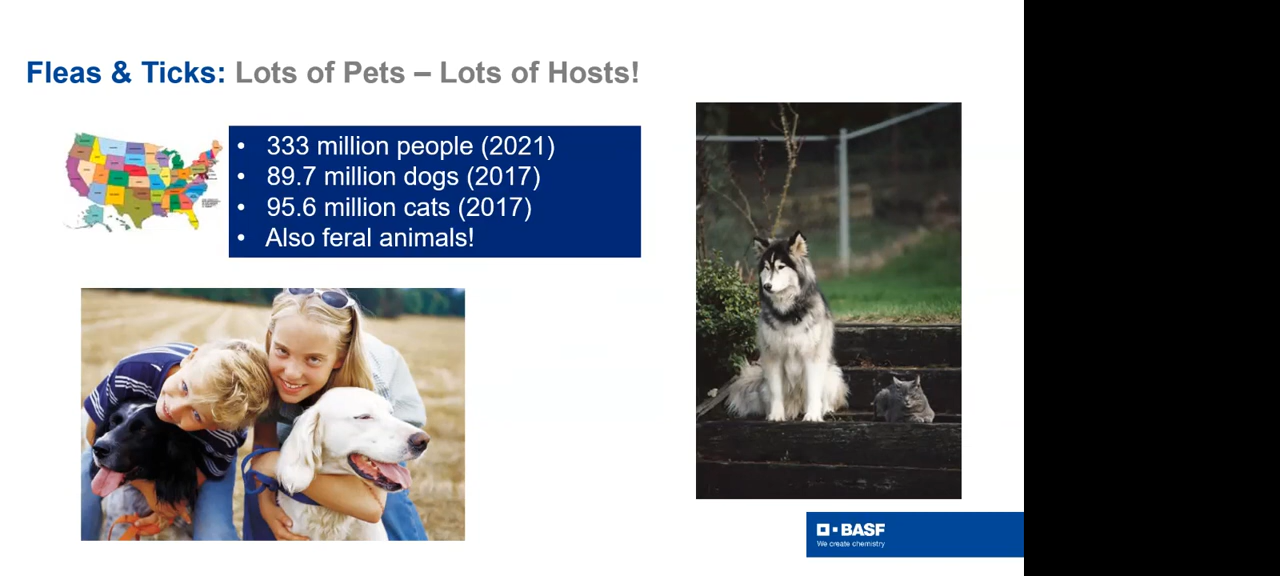 Fleas & Ticks: Lots of Pets – Lots of Hosts!
• 333 million people (2021)
• 89.7 million dogs (2017)
• 95.6 million cats (2017)
• Also feral animals!
BASF
We create chemistry